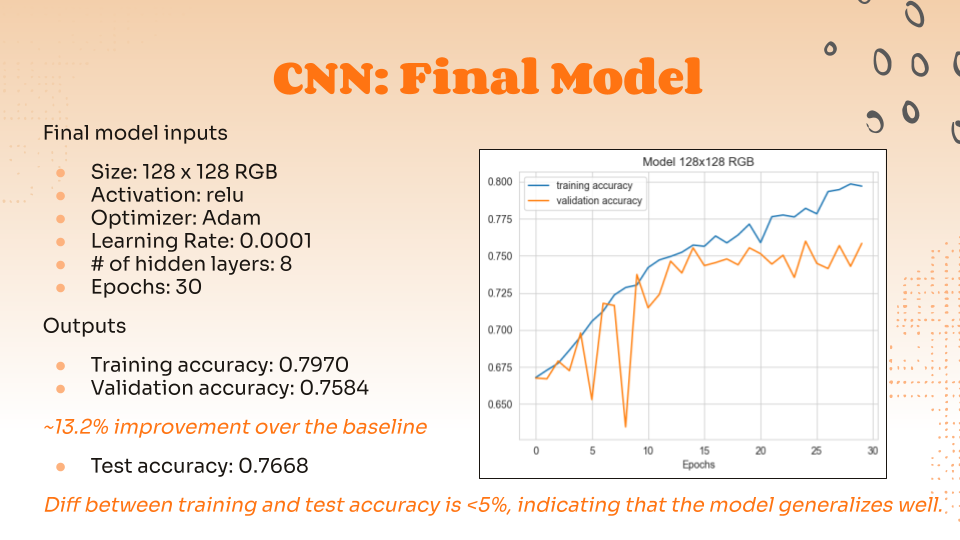 CNN: Final Model
Final model inputs
Size: 128 x 128 RGB
Activation: relu
Optimizer: Adam
Learning Rate: 0.0001
# of hidden layers: 8
Epochs: 30
Outputs
Training accuracy: 0.7970
Validation accuracy: 0.7584
~13.2% improvement over the baseline
Test accuracy: 0.7668
Model 128x128 RGB
training accuracy
validation accuracy
0.800
0.775
0.750
0.725
0.700
0.675
0.650
0 5 10 15 20 25 30
Epochs
Diff between training and test accuracy is <5%, indicating that the model generalizes well.